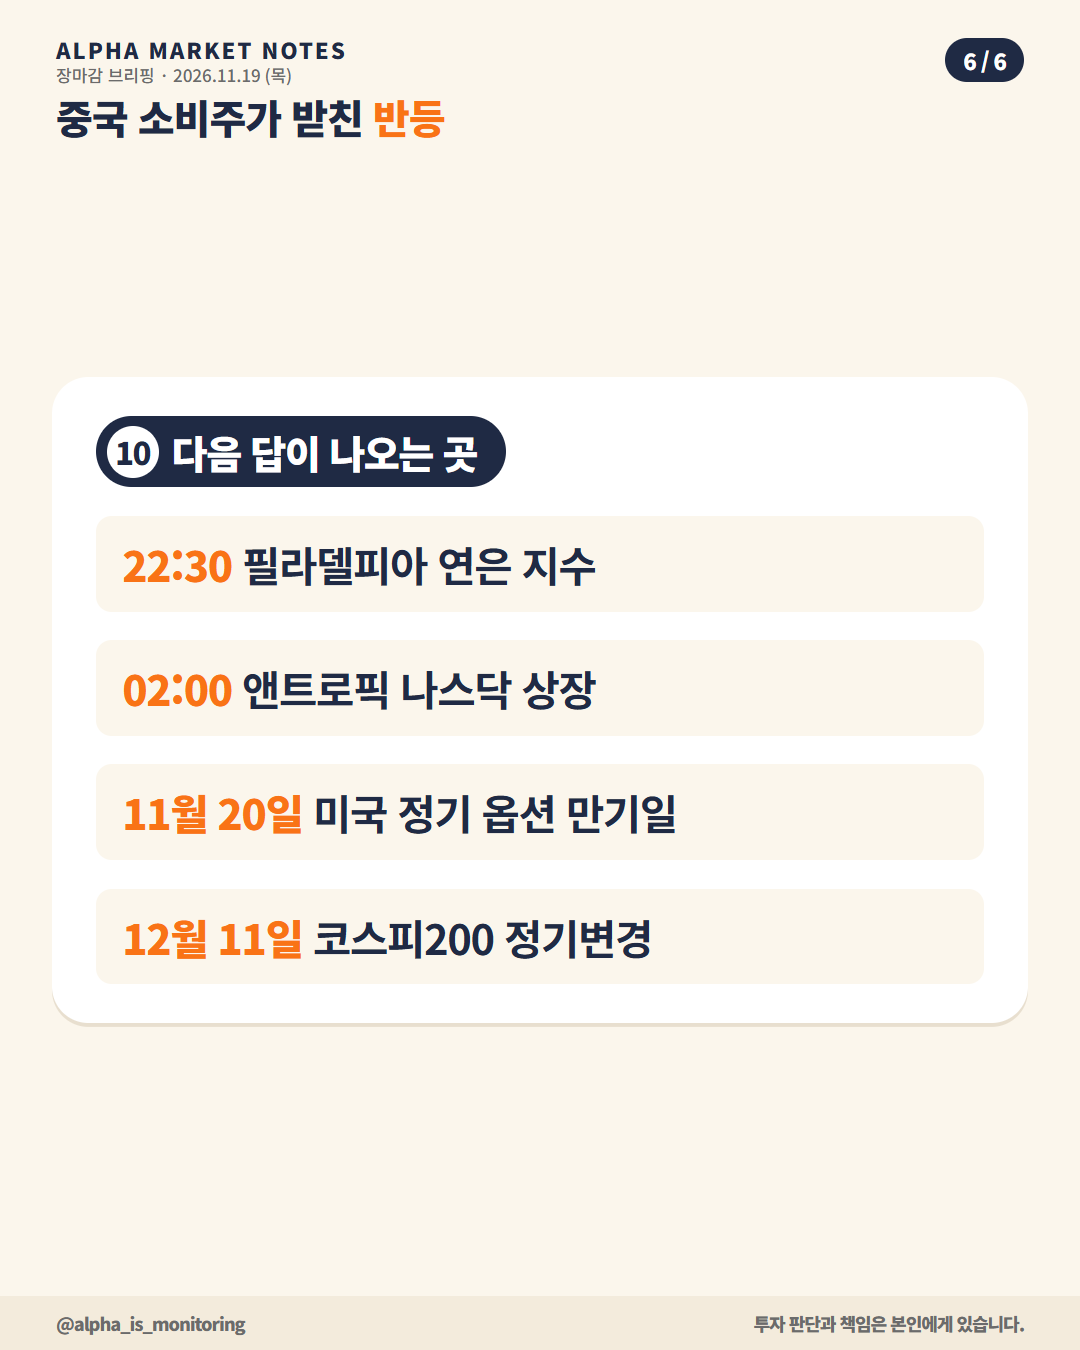 ALPHA MARKET NOTES
장마감 브리핑 · 2026.11.19 (목)
중국 소비주가 받친 반등
6 / 6
10 다음 답이 나오는 곳
22:30 필라델피아 연은 지수
02:00 앤트로픽 나스닥 상장
11월 20일 미국 정기 옵션 만기일
12월 11일 코스피200 정기변경
@alpha_is_monitoring
투자 판단과 책임은 본인에게 있습니다.